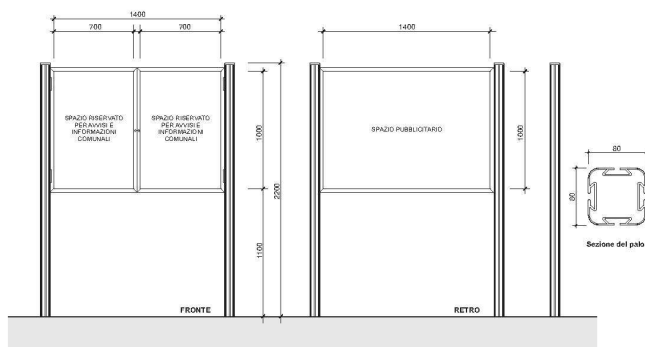 1400
700
700
SPAZIO RISERVATO
PER AVVISI E
INFORMAZIONI
COMUNALI
SPAZIO RISERVATO
PER AVVISI E
INFORMAZIONI
COMUNALI
1000
2200
1100
FRONTE
1400
SPAZIO PUBBLICITARIO
1000
RETRO
80
80
Sezione del palo